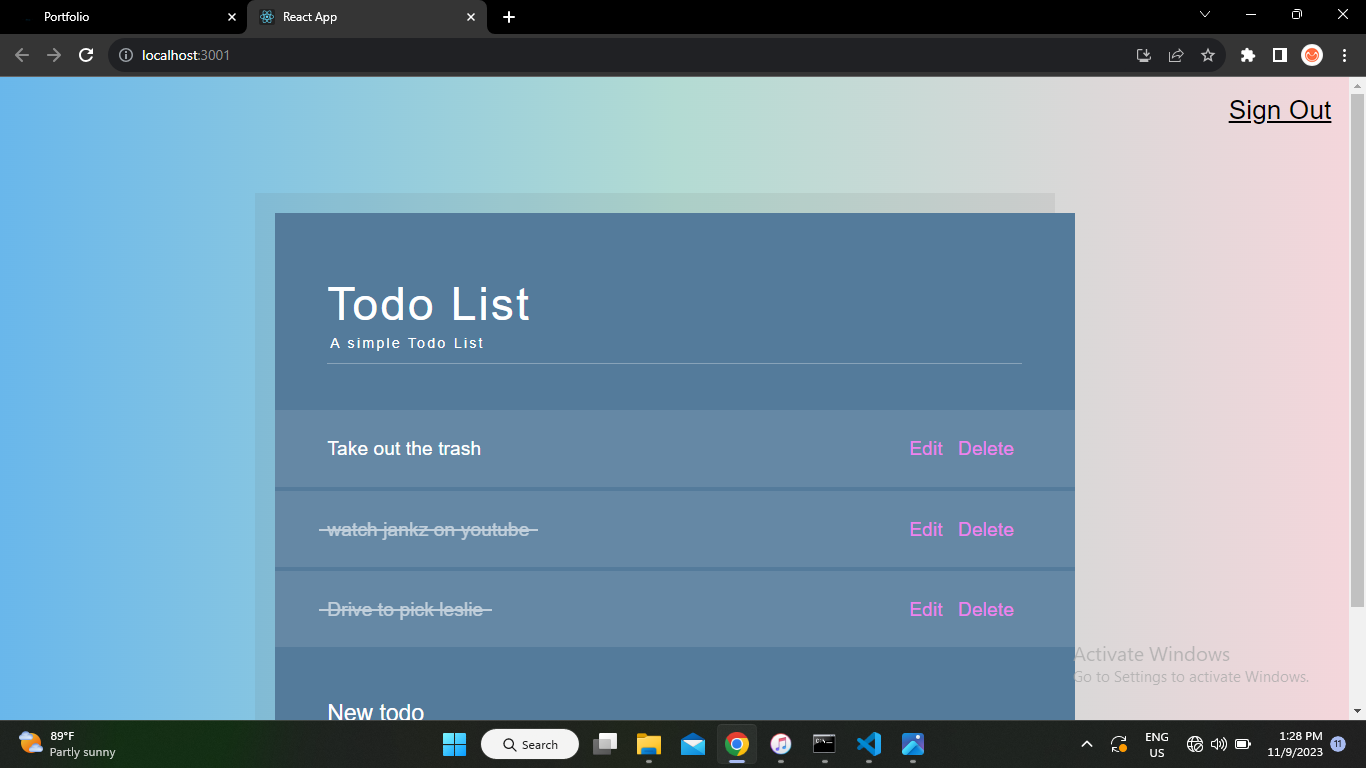 Portfolio
React App
localhost:3001
Sign Out
Todo List
A simple Todo List
Take out the trash
Edit Delete
watch jankz on youtube
Edit Delete
Drive to pick leslie
Edit Delete
Activate Windows
Go to Settings to activate Windows.
New todo
89°F
Partly sunny
Search
ENG
US
1:28 PM
11/9/2023
11